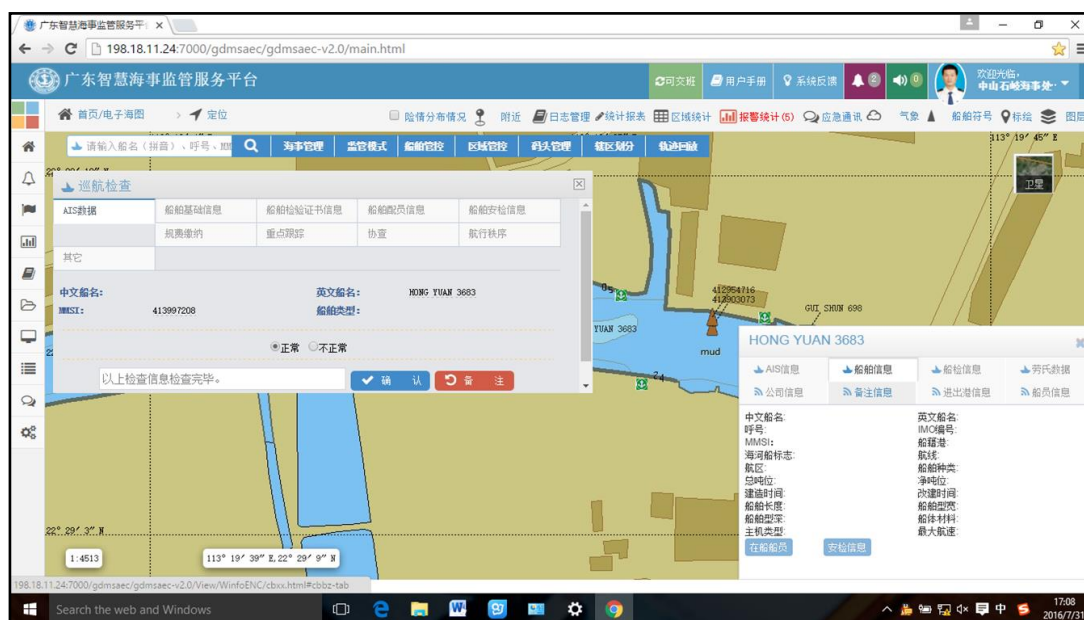 广东智慧海事监管服务平
198.18.11.24:7000/gdmsaec/gdmsaec-v2.0/main.html
广东智慧海事监管服务平台
司交班 用户手册 系统反馈 2 0 欢迎光临，
中山石岐海事处
首页/电子海图 > 定位 险情分布情况 附近 日志管理 统计报表 区域统计 报警统计(5) 应急通讯 气象 船舶符号 标绘 图层
请输入船名（拼音）、呼号、MM 海事管理 监管模式 船舶管控 区域管控 码头管理 辖区划分 轨迹回放
113° 19′ 45″ E
卫星
巡航检查
AIS数据 船舶基础信息 船舶检验证书信息 船舶配员信息 船舶安检信息
规费缴纳 重点跟踪 协查 航行秩序
其它
中文船名: 英文船名: HONG YUAN 3683
MMSI: 413997208 船舶类型:
正常 不正常
以上检查信息检查完毕。 确 认 备 注
412954716
413903073
GUI SHUN 698
YUAN 3683
mud
24
HONG YUAN 3683
AIS信息 船舶信息 船检信息 劳氏数据
公司信息 备注信息 进出港信息 船员信息
中文船名: 英文船名:
呼号: IMO编号:
MMSI: 船籍港:
海河船标志: 航线:
航区: 船舶种类:
总吨位: 净吨位:
建造时间: 改建时间:
船舶长度: 船舶型宽:
船舶型深: 船体材料:
主机类型: 最大航速:
在船船员 安检信息
22° 29′ 3″ N
1:4513 113° 19′ 39″ E,22° 29′ 9″ N
198.18.11.24:7000/gdmsaec/gdmsaec-v2.0/View/WinfoENC/cbxx.html#cbbz-tab
Search the web and Windows 中 17:08
2016/7/31